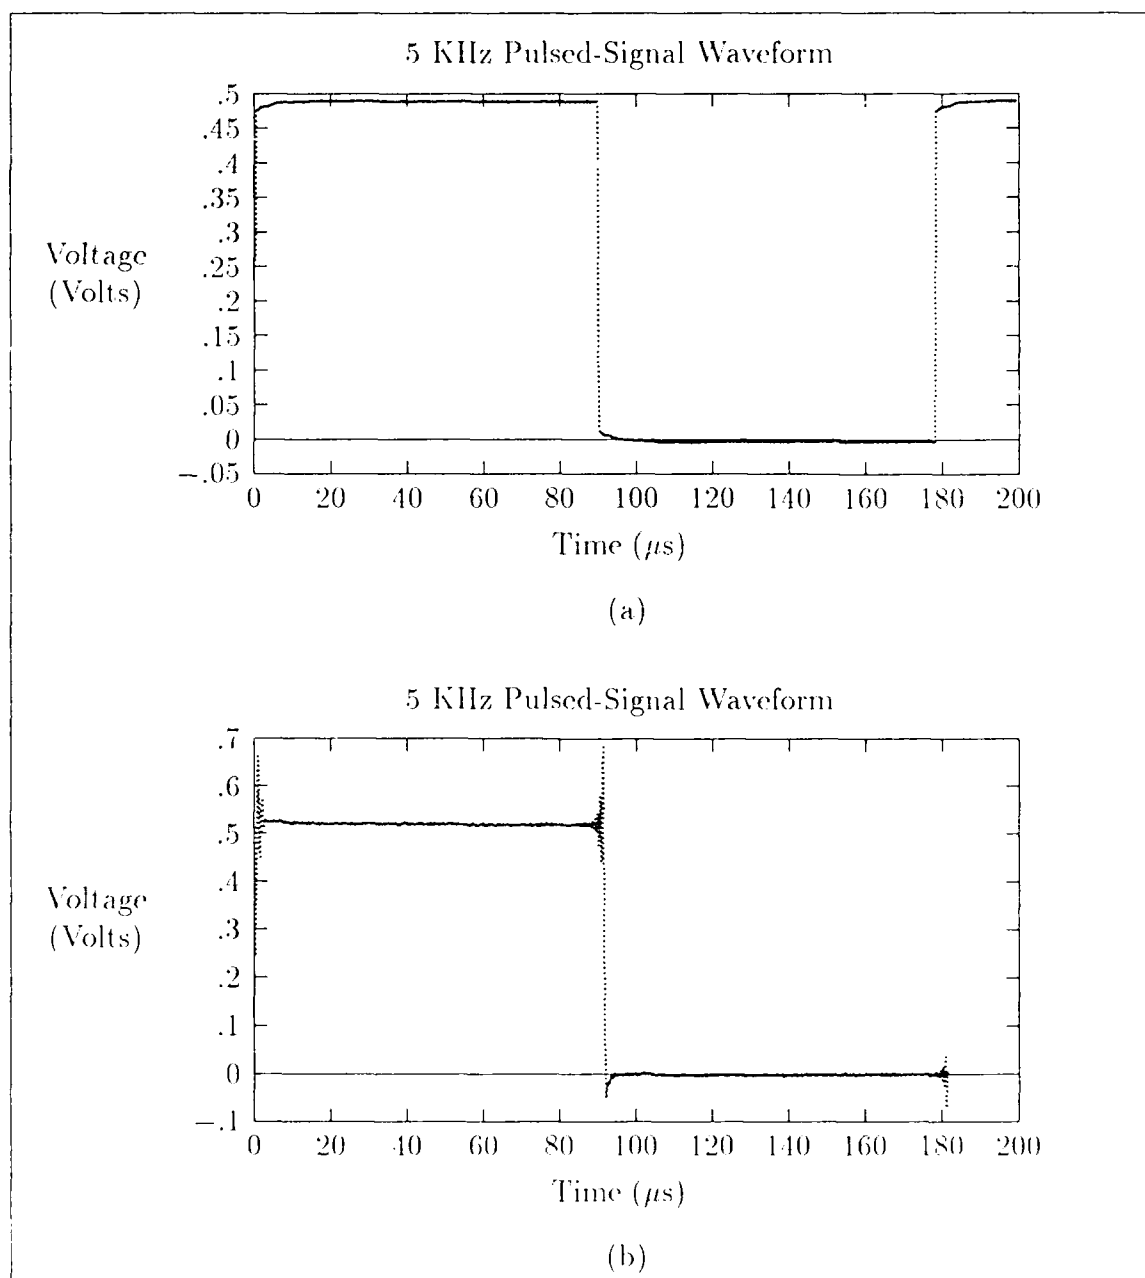 5 KHz Pulsed-Signal Waveform
.5
.45
.4
.35
.3
.25
.2
.15
.1
.05
0
−.05
Voltage
(Volts)
0 20 40 60 80 100 120 140 160 180 200
Time (μs)
(a)
5 KHz Pulsed-Signal Waveform
.7
.6
.5
.4
.3
.2
.1
0
−.1
Voltage
(Volts)
0 20 40 60 80 100 120 140 160 180 200
Time (μs)
(b)